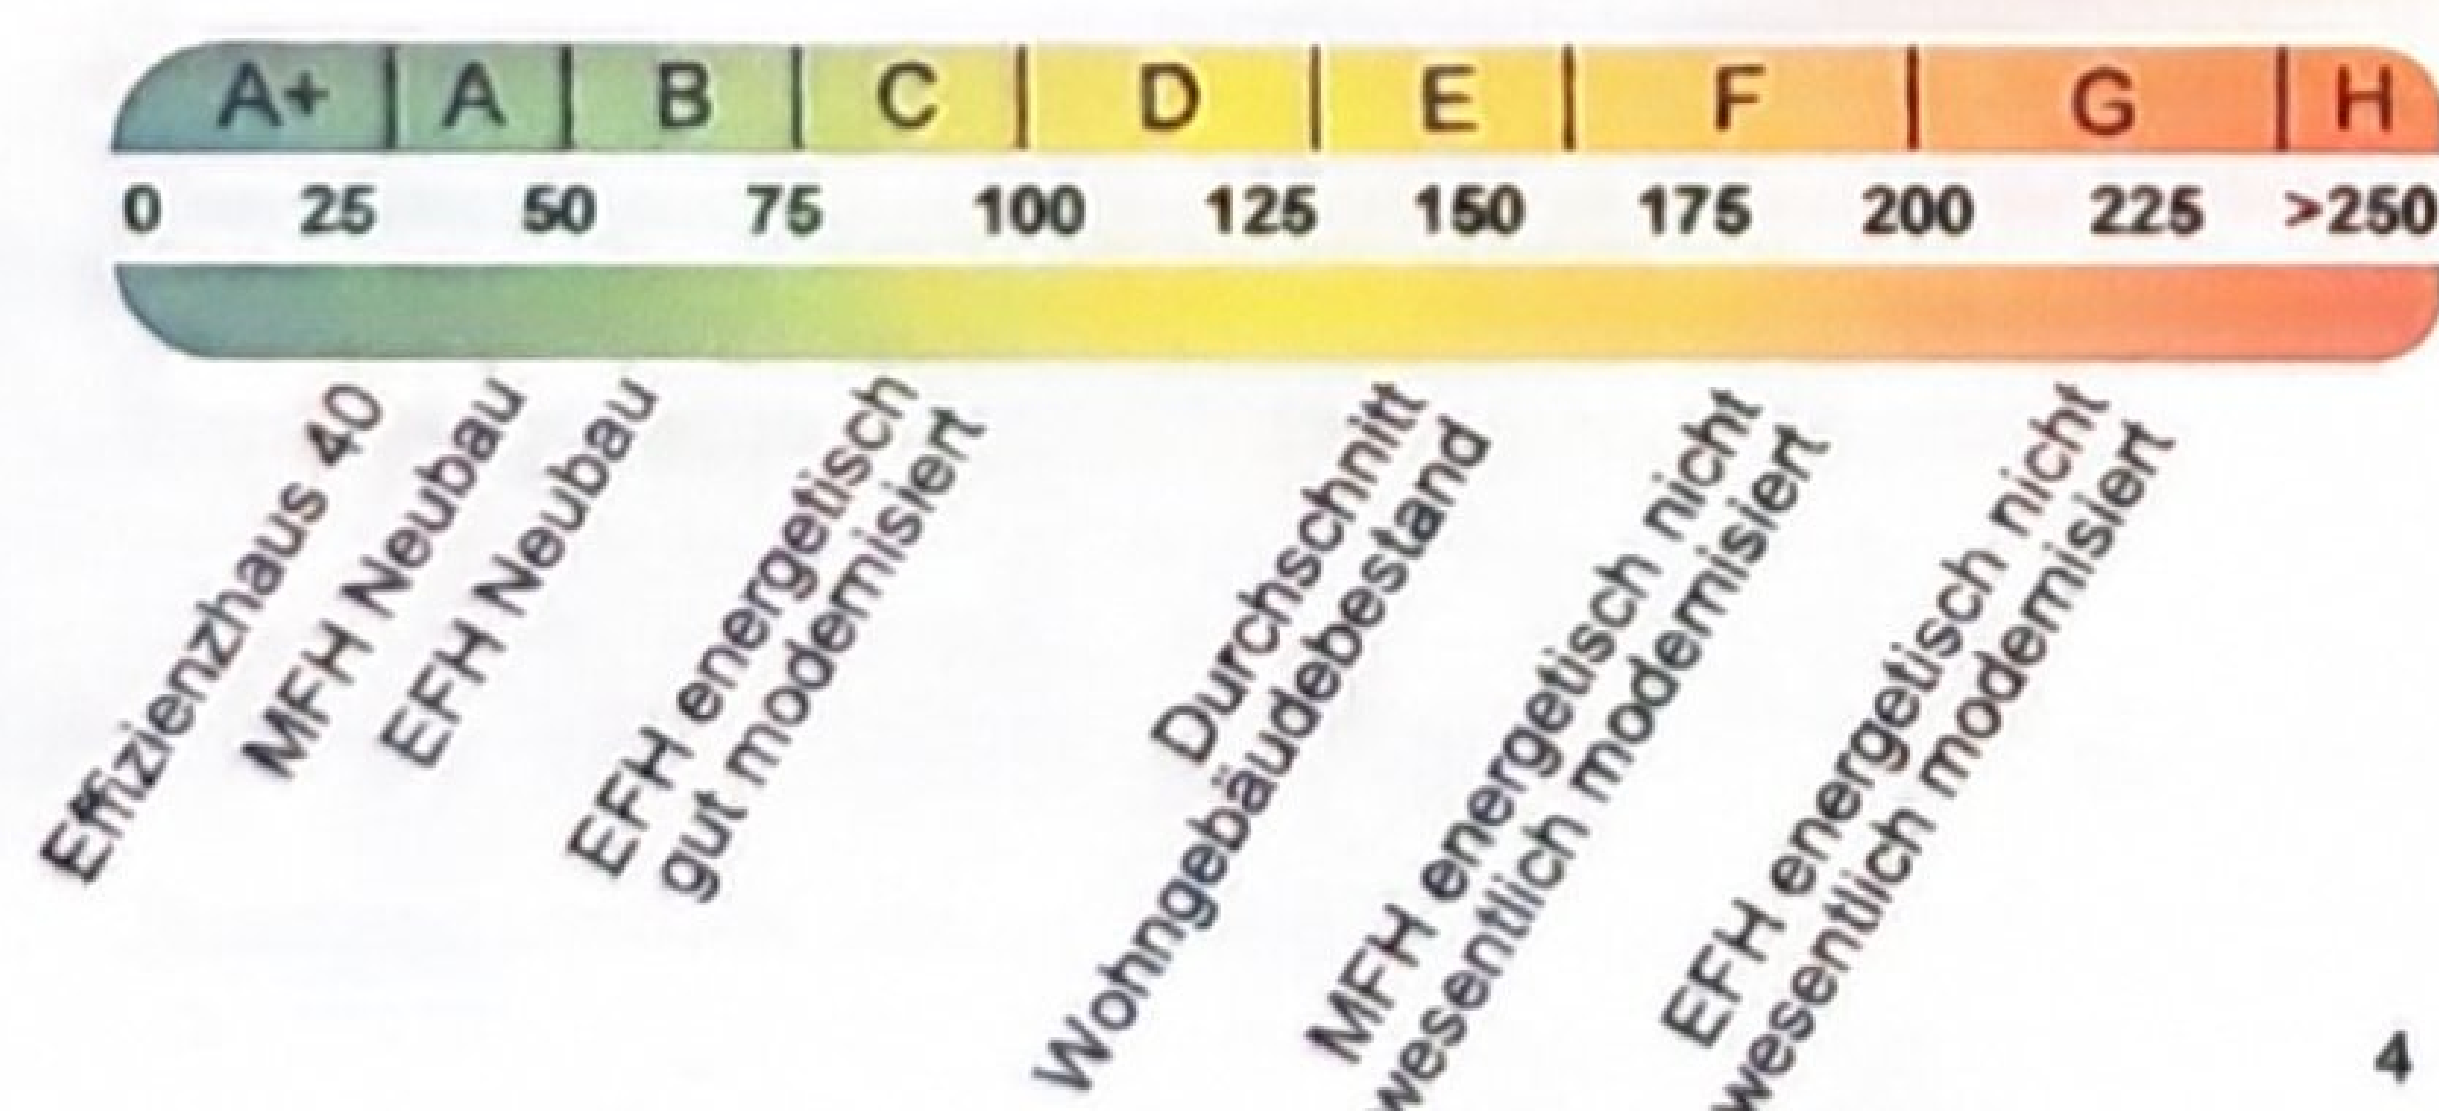 A+ A B C D E F G H
0 25 50 75 100 125 150 175 200 225 >250
Effizienzhaus 40
MFH Neubau
EFH Neubau
EFH energetisch
gut modernisiert
Durchschnitt
Wohngebäudebestand
MFH energetisch nicht
wesentlich modernisiert
EFH energetisch nicht
wesentlich modernisiert
4